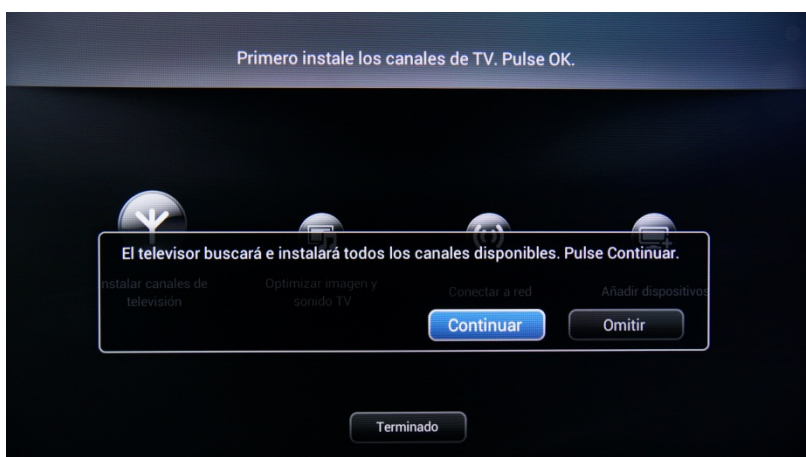 Primero instale los canales de TV. Pulse OK.
El televisor buscará e instalará todos los canales disponibles. Pulse Continuar.
nstalar canales de
televisión
Optimizar imagen y
sonido TV
Conectar a red
Añadir dispositivos
Continuar
Omitir
Terminado